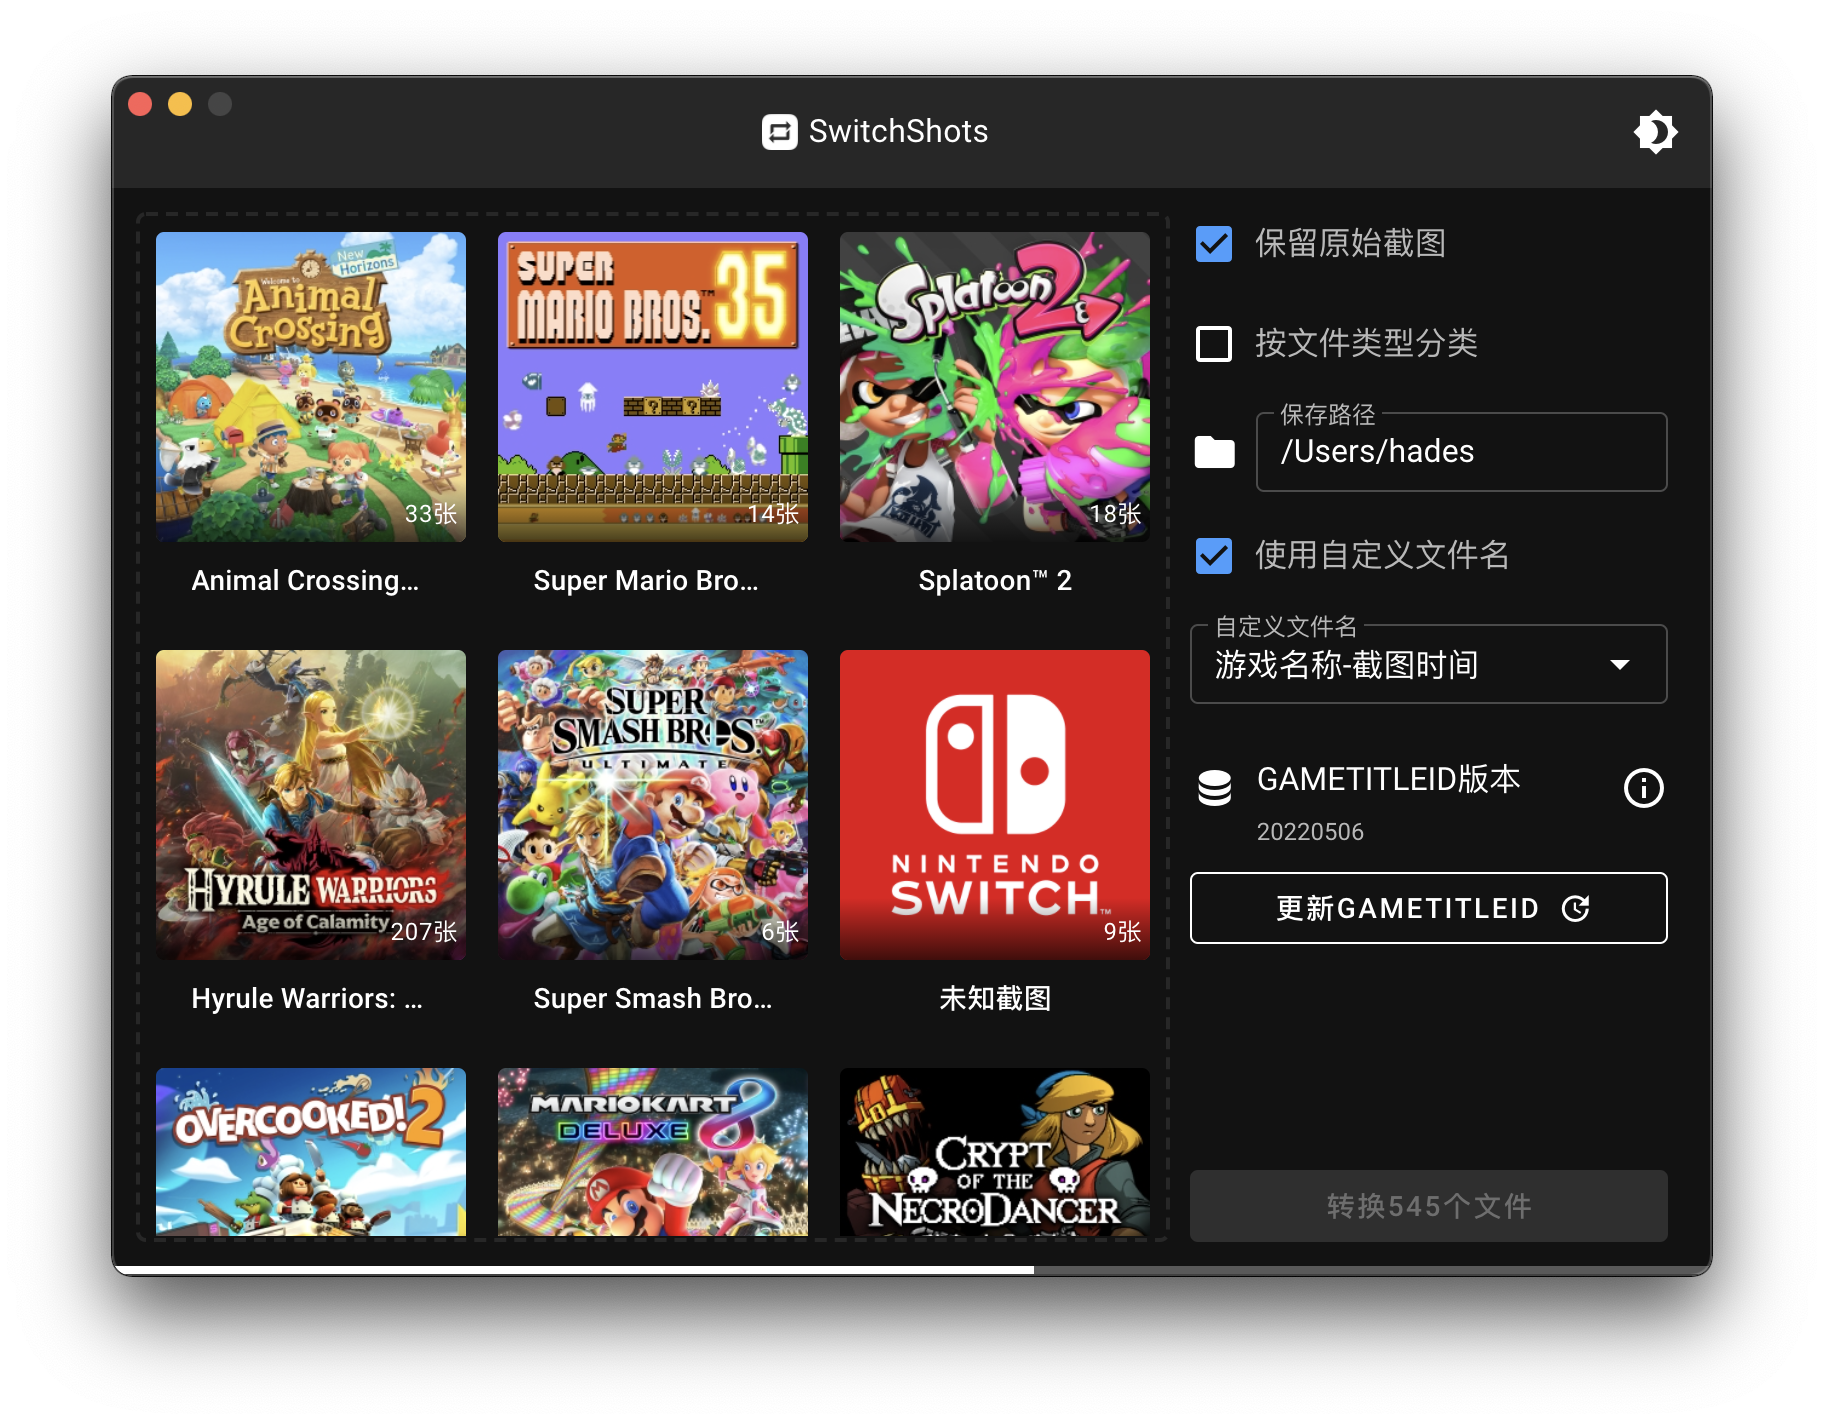 SwitchShots
New
Horizons
Welcome to
Animal
Crossing
33张
Animal Crossing...
SUPER
MARIO BROS.™ 35
14张
Super Mario Bro...
Splatoon 2
18张
Splatoon™ 2
HYRULE WARRIORS
Age of Calamity
207张
Hyrule Warriors: ...
SUPER
SMASH BROS.™
ULTIMATE
6张
Super Smash Bro...
NINTENDO
SWITCH™
9张
未知截图
OVERCOOKED! 2
MARIOKART 8
DELUXE
CRYPT
OF THE
NECRODANCER
保留原始截图
按文件类型分类
保存路径
/Users/hades
使用自定义文件名
自定义文件名
游戏名称-截图时间
GAMETITLEID版本
20220506
更新GAMETITLEID
转换545个文件